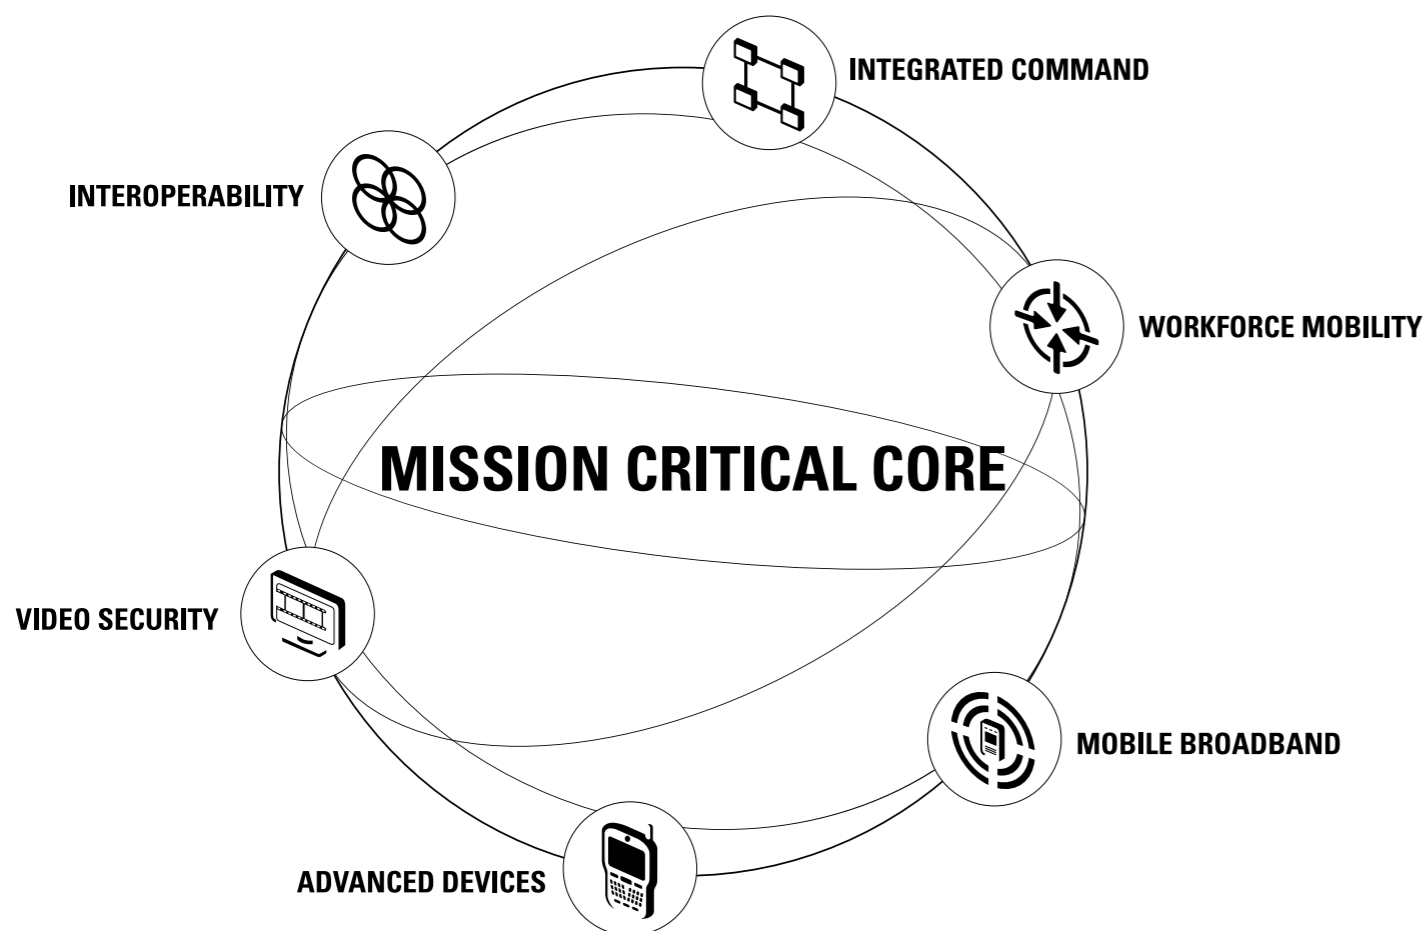 INTEGRATED COMMAND
INTEROPERABILITY
WORKFORCE MOBILITY
MISSION CRITICAL CORE
VIDEO SECURITY
MOBILE BROADBAND
ADVANCED DEVICES